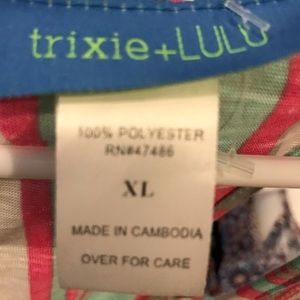 trixie+LULU
100% POLYESTER
RN#47486
XL
MADE IN CAMBODIA
OVER FOR CARE